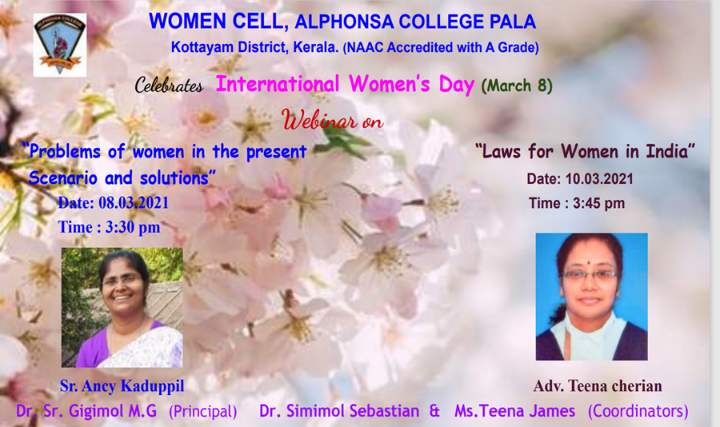 WOMEN CELL, ALPHONSA COLLEGE PALA
Kottayam District, Kerala. (NAAC Accredited with A Grade)
Celebrates International Women's Day (March 8)
Webinar on
"Problems of women in the present
Scenario and solutions"
Date: 08.03.2021
Time : 3:30 pm
"Laws for Women in India"
Date: 10.03.2021
Time : 3:45 pm
Sr. Ancy Kaduppil
Adv. Teena cherian
Dr. Sr. Gigimol M.G (Principal) Dr. Simimol Sebastian & Ms.Teena James (Coordinators)
ALPHONSA COLLEGE